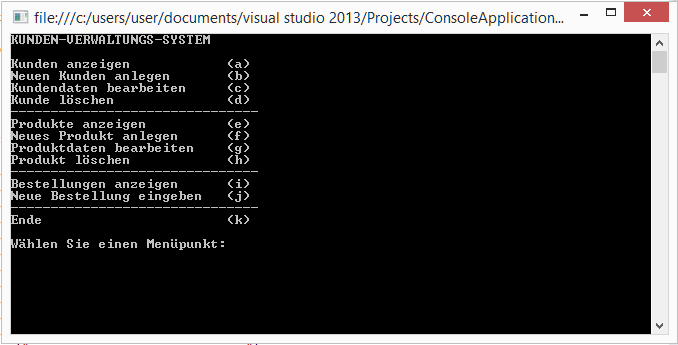 file:///c:/users/user/documents/visual studio 2013/Projects/ConsoleApplication...
KUNDEN-VERWALTUNGS-SYSTEM
Kunden anzeigen (a)
Neuen Kunden anlegen (b)
Kundendaten bearbeiten (c)
Kunde löschen (d)
-------------------------------
Produkte anzeigen (e)
Neues Produkt anlegen (f)
Produktdaten bearbeiten (g)
Produkt löschen (h)
-------------------------------
Bestellungen anzeigen (i)
Neue Bestellung eingeben (j)
-------------------------------
Ende (k)
Wählen Sie einen Menüpunkt: